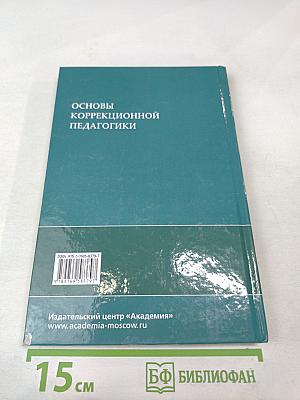 ОСНОВЫ
КОРРЕКЦИОННОЙ
ПЕДАГОГИКИ
Издательский центр «Академия»
www.academia-moscow.ru
15 см
БФ БИБЛИОФАН